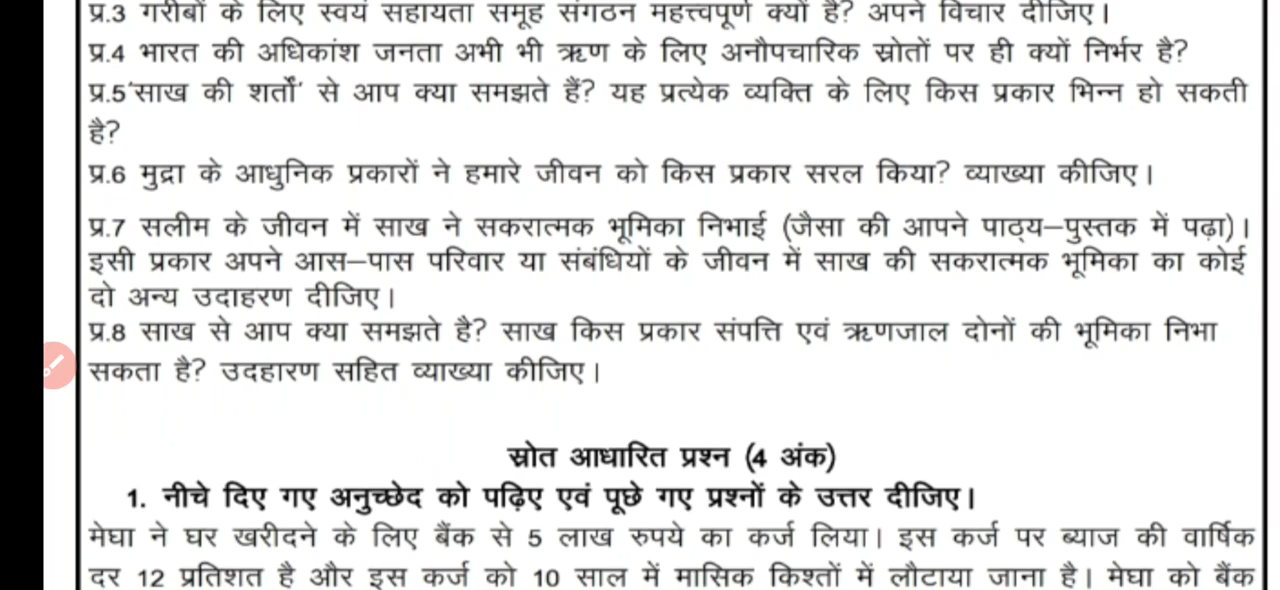 प्र.3 गरीबों के लिए स्वयं सहायता समूह संगठन महत्त्वपूर्ण क्यों हैं? अपने विचार दीजिए।
प्र.4 भारत की अधिकांश जनता अभी भी ऋण के लिए अनौपचारिक स्रोतों पर ही क्यों निर्भर है?
प्र.5 'साख की शर्तों' से आप क्या समझते हैं? यह प्रत्येक व्यक्ति के लिए किस प्रकार भिन्न हो सकती
है?
प्र.6 मुद्रा के आधुनिक प्रकारों ने हमारे जीवन को किस प्रकार सरल किया? व्याख्या कीजिए।
प्र.7 सलीम के जीवन में साख ने सकरात्मक भूमिका निभाई (जैसा की आपने पाठ्य–पुस्तक में पढ़ा)।
इसी प्रकार अपने आस–पास परिवार या संबंधियों के जीवन में साख की सकरात्मक भूमिका का कोई
दो अन्य उदाहरण दीजिए।
प्र.8 साख से आप क्या समझते है? साख किस प्रकार संपत्ति एवं ऋणजाल दोनों की भूमिका निभा
सकता है? उदहारण सहित व्याख्या कीजिए।
स्रोत आधारित प्रश्न (4 अंक)
1. नीचे दिए गए अनुच्छेद को पढ़िए एवं पूछे गए प्रश्नों के उत्तर दीजिए।
मेघा ने घर खरीदने के लिए बैंक से 5 लाख रुपये का कर्ज लिया। इस कर्ज पर ब्याज की वार्षिक
दर 12 प्रतिशत है और इस कर्ज को 10 साल में मासिक किश्तों में लौटाया जाना है। मेघा को बैंक